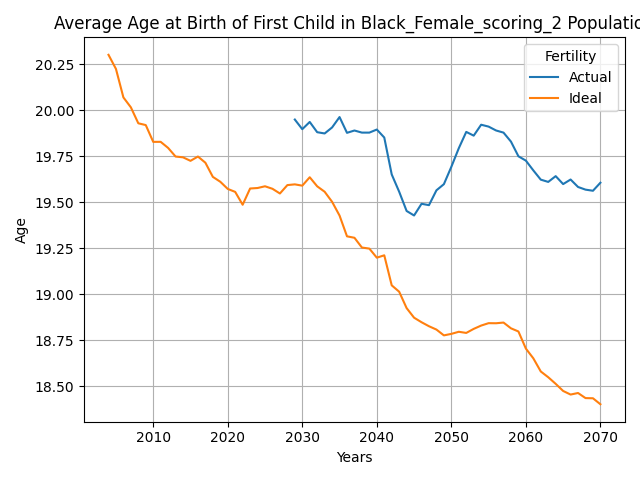 Average Age at Birth of First Child in Black_Female_scoring_2 Populatio
Fertility
Actual
Ideal
20.25
20.00
19.75
19.50
19.25
19.00
18.75
18.50
Age
2010 2020 2030 2040 2050 2060 2070
Years